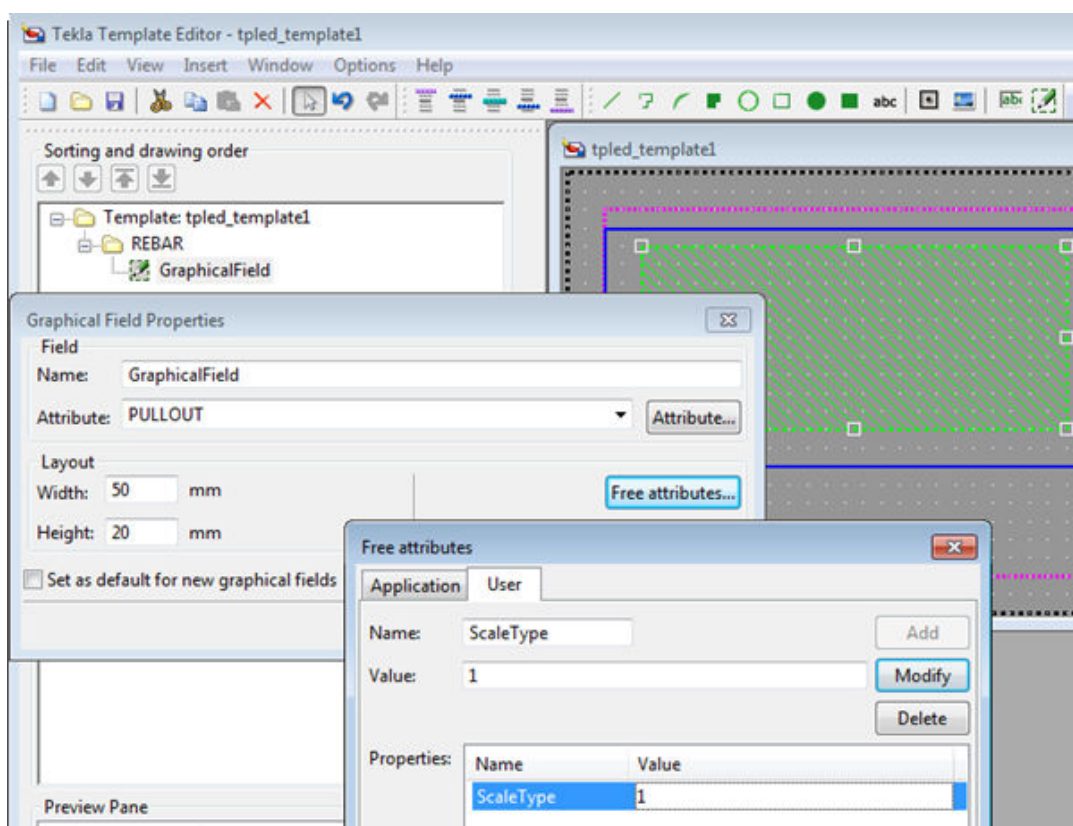 Tekla Template Editor - tpled_template1
File Edit View Insert Window Options Help
abc
abc
Sorting and drawing order
tpled_template1
Template: tpled_template1
REBAR
GraphicalField
Graphical Field Properties
Field
Name: GraphicalField
Attribute: PULLOUT Attribute...
Layout
Width: 50 mm Free attributes...
Height: 20 mm
Set as default for new graphical fields
Free attributes
Application User
Name: ScaleType Add
Value: 1 Modify
Delete
Properties: Name Value
ScaleType 1
Preview Pane